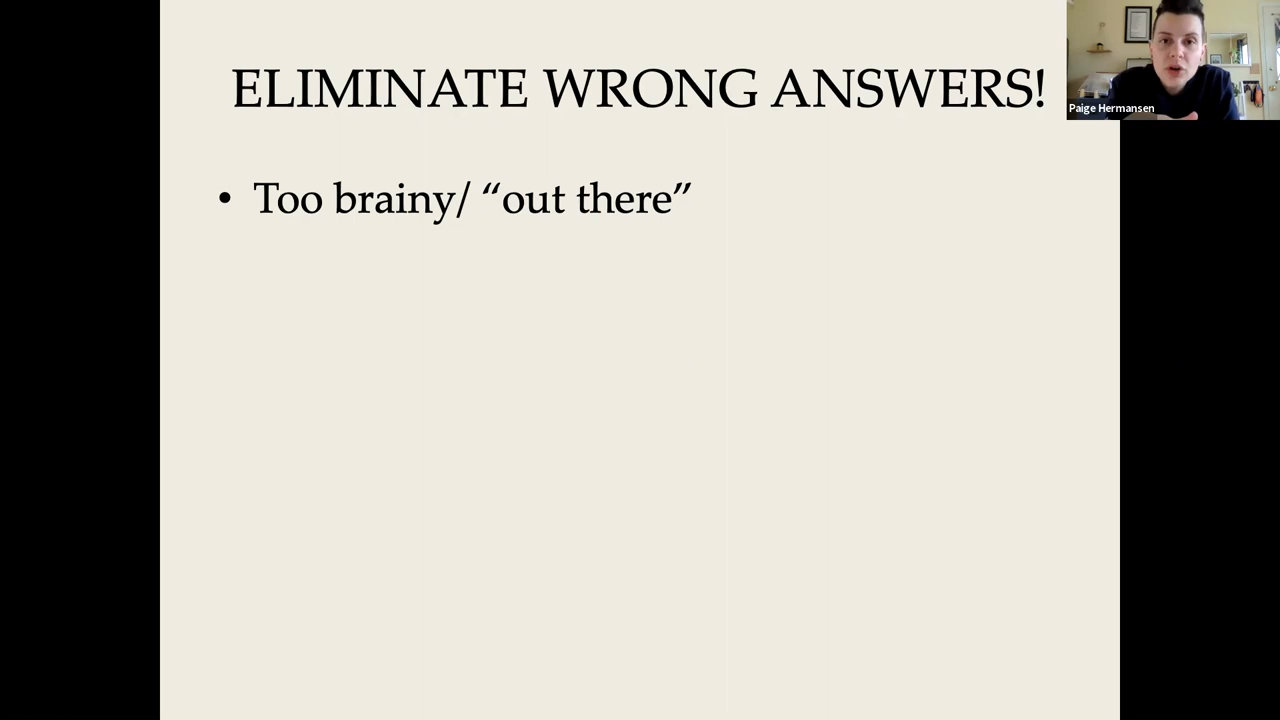 ELIMINATE WRONG ANSWERS!
Paige Hermansen
• Too brainy/ “out there”